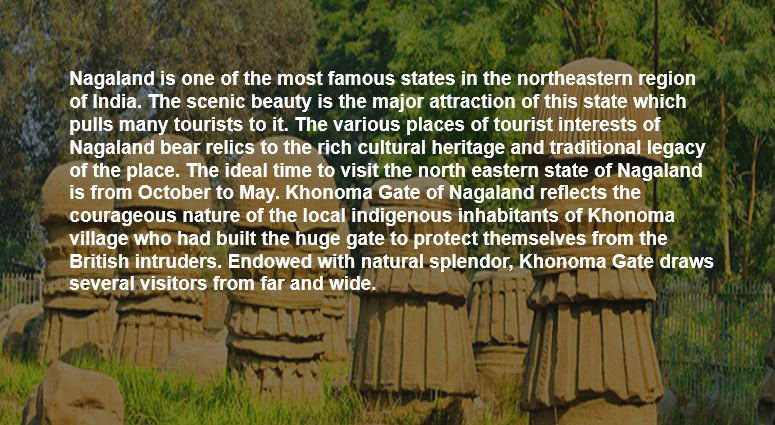 Nagaland is one of the most famous states in the northeastern region
of India. The scenic beauty is the major attraction of this state which
pulls many tourists to it. The various places of tourist interests of
Nagaland bear relics to the rich cultural heritage and traditional legacy
of the place. The ideal time to visit the north eastern state of Nagaland
is from October to May. Khonoma Gate of Nagaland reflects the
courageous nature of the local indigenous inhabitants of Khonoma
village who had built the huge gate to protect themselves from the
British intruders. Endowed with natural splendor, Khonoma Gate draws
several visitors from far and wide.